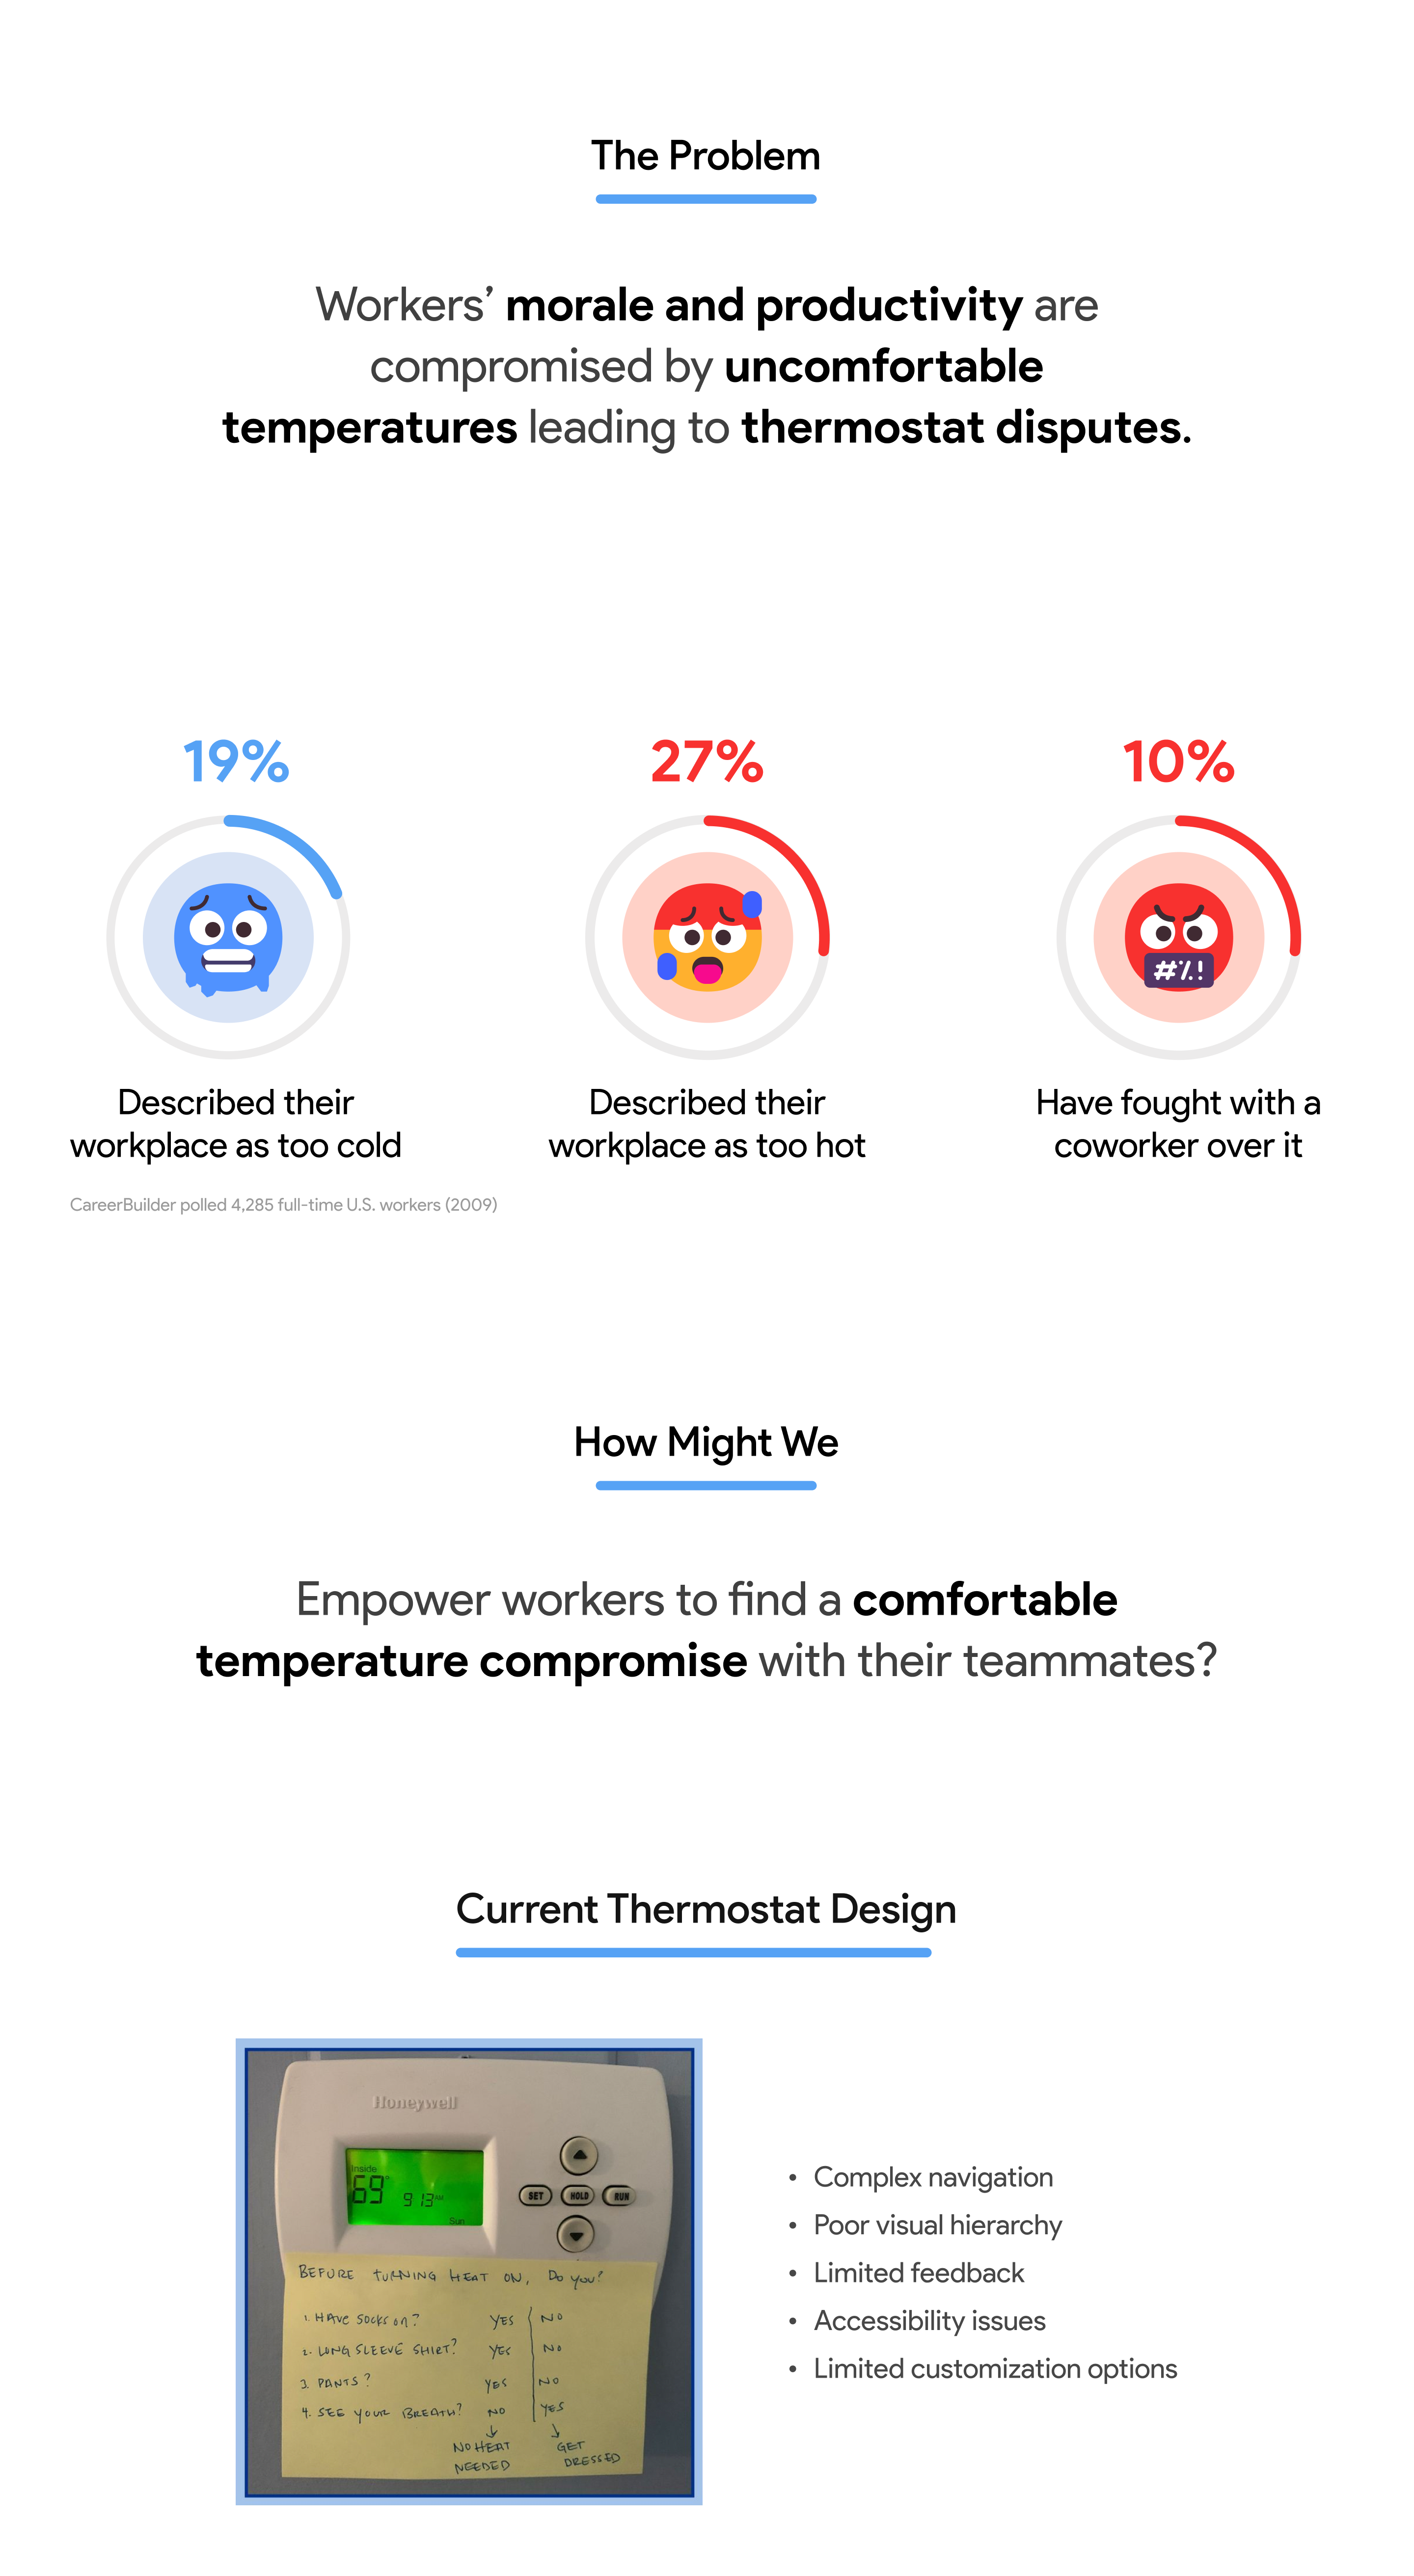 The Problem
Workers’ morale and productivity are
compromised by uncomfortable
temperatures leading to thermostat disputes.
19%
27%
10%
#%!
Described their
workplace as too cold
Described their
workplace as too hot
Have fought with a
coworker over it
CareerBuilder polled 4,285 full-time U.S. workers (2009)
How Might We
Empower workers to find a comfortable
temperature compromise with their teammates?
Current Thermostat Design
Honeywell
Inside
69°
9 13 AM
Sun
SET HOLD RUN
BEFORE TURNING HEAT ON, DO YOU?
1. HAVE SOCKS ON? YES NO
2. LONG SLEEVE SHIRT? YES NO
3 PANTS? YES NO
4. SEE YOUR BREATH? NO YES
NO HEAT
NEEDED
GET
DRESSED
• Complex navigation
• Poor visual hierarchy
• Limited feedback
• Accessibility issues
• Limited customization options